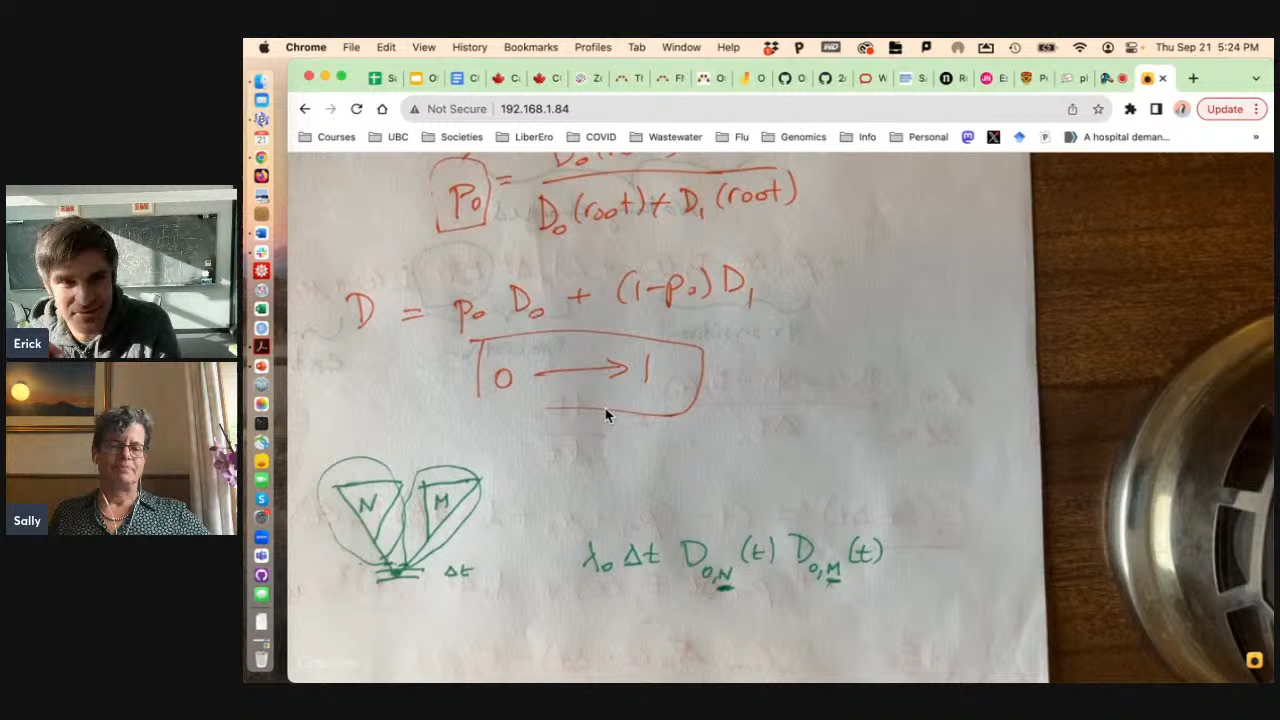 Chrome File Edit View History Bookmarks Profiles Tab Window Help Thu Sep 21 5:24 PM
Not Secure 192.168.1.84 Update
Courses UBC Societies LiberEro COVID Wastewater Flu Genomics Info Personal A hospital deman... »
p₀ = D₀(
D₀(root) + D₁(root)
D = p₀ D₀ + (1-p₀) D₁
0 → 1
Erick
N M
Δt
λ₀ Δt D₀,N (t) D₀,M (t)
Sally